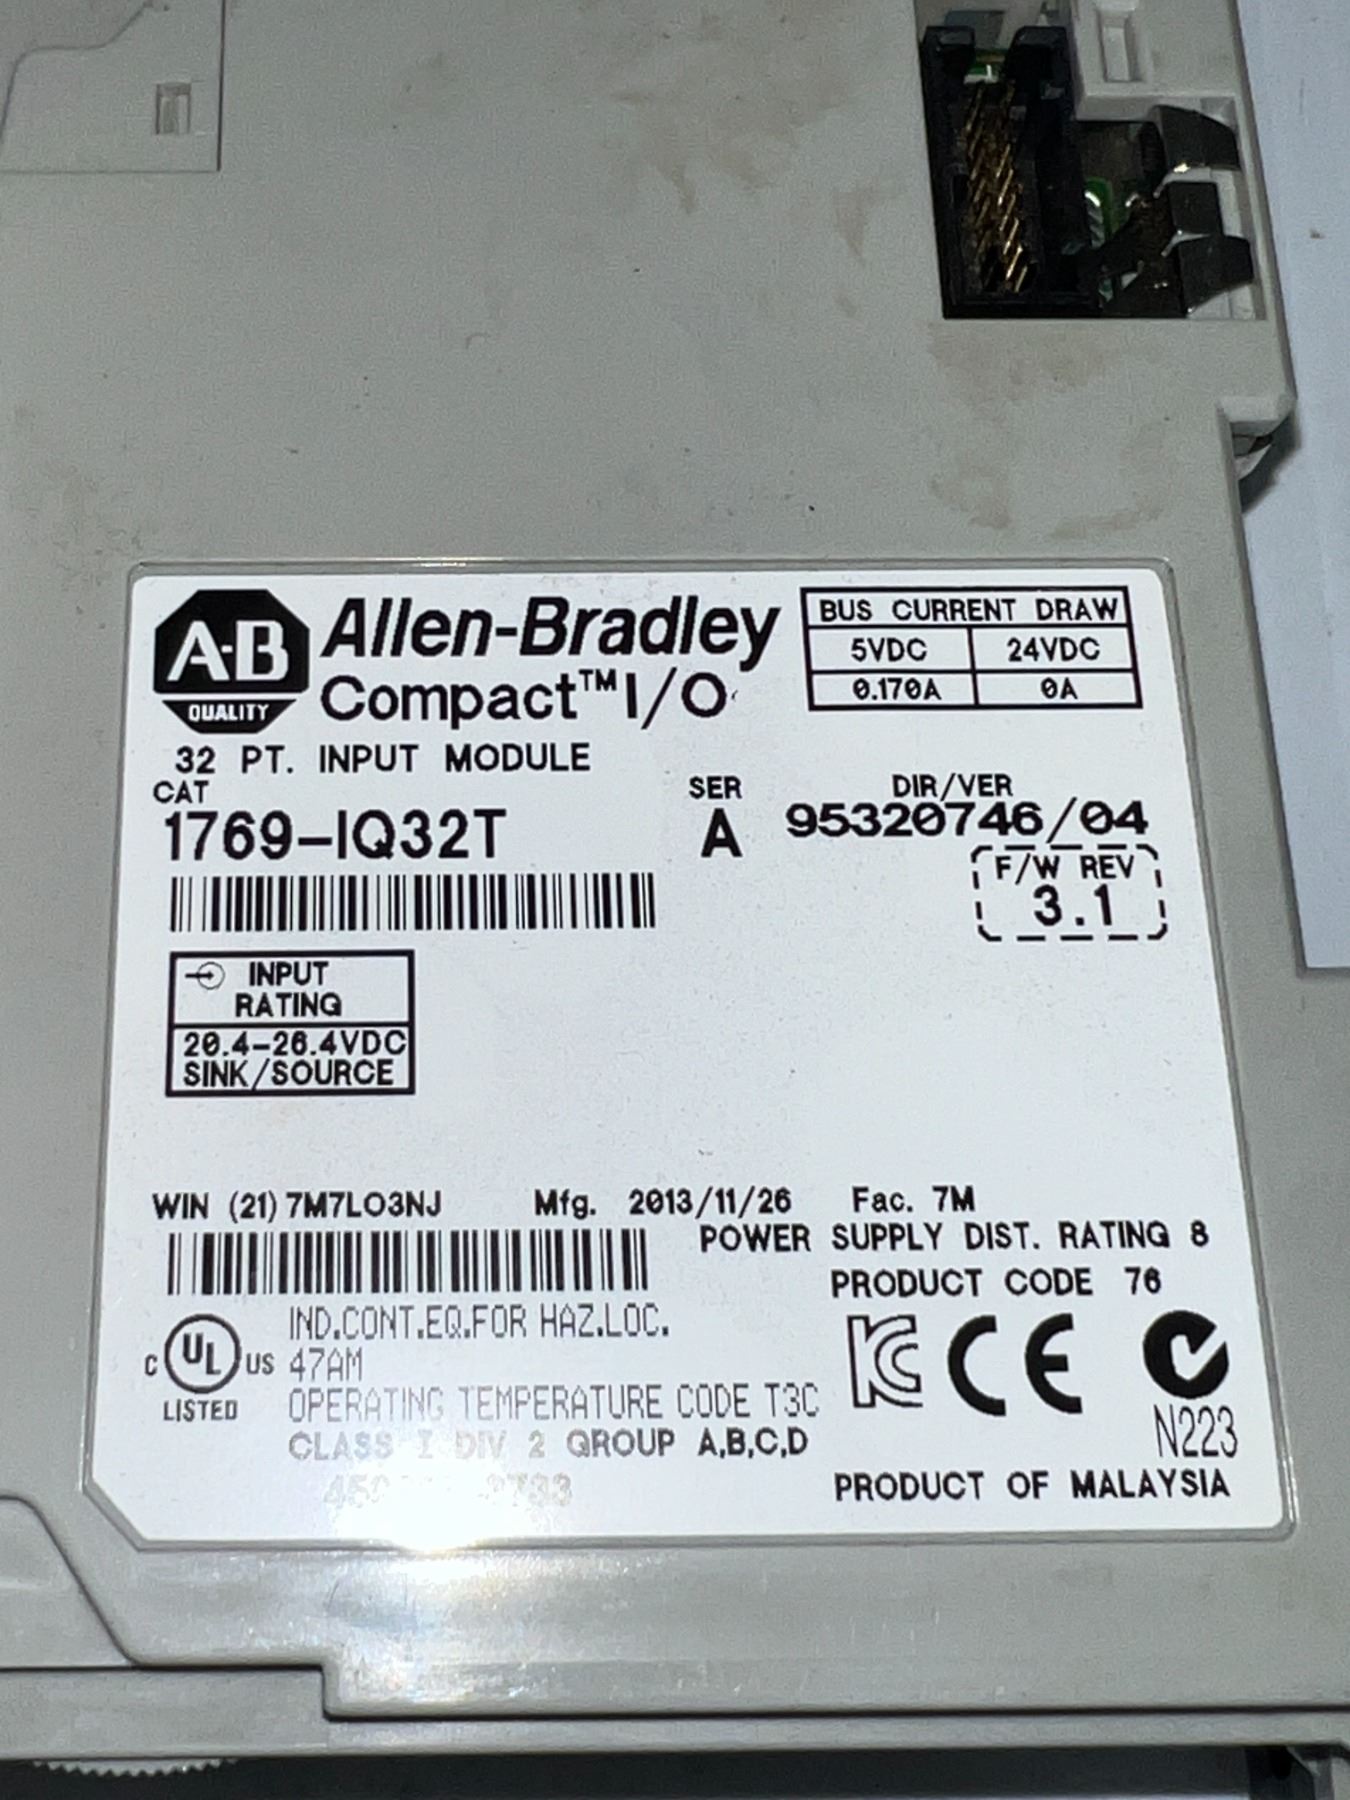 A-B
QUALITY
Allen-Bradley
Compact™ I/O
BUS CURRENT DRAW
5VDC 24VDC
0.170A 0A
32 PT. INPUT MODULE
CAT SER DIR/VER
1769-IQ32T A 95320746/04
F/W REV
3.1
INPUT
RATING
20.4-26.4VDC
SINK/SOURCE
WIN (21) 7M7LO3NJ Mfg. 2013/11/26 Fac. 7M
POWER SUPPLY DIST. RATING 8
PRODUCT CODE 76
C UL US
LISTED
IND.CONT.EQ.FOR HAZ.LOC.
47AM
OPERATING TEMPERATURE CODE T3C
CLASS I DIV 2 GROUP A,B,C,D
KC CE
N223
PRODUCT OF MALAYSIA